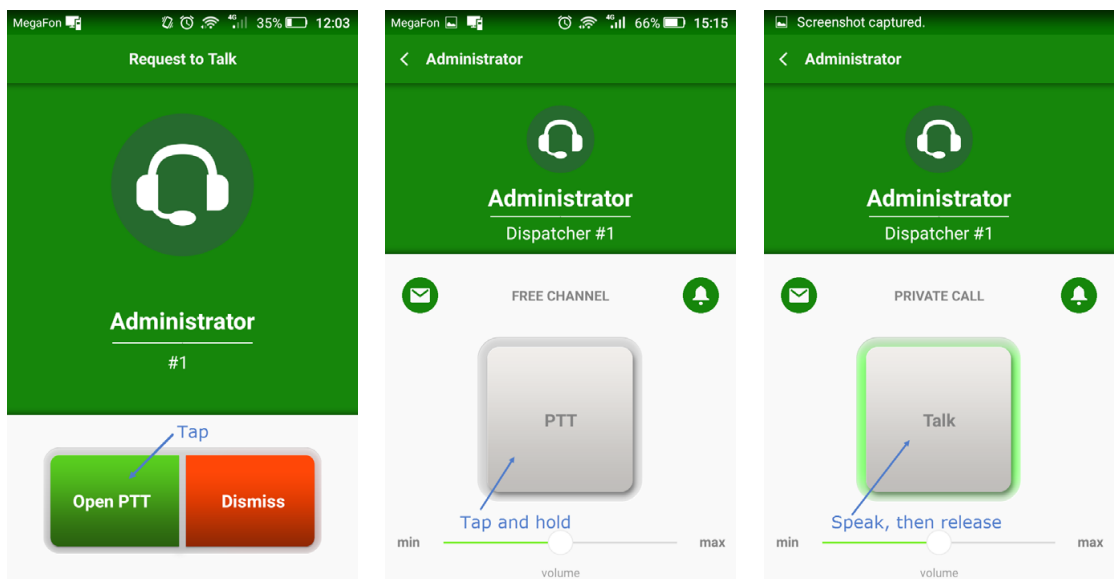 MegaFon 4G 35% 12:03
Request to Talk
Administrator
#1
Tap
Open PTT Dismiss
MegaFon 4G 66% 15:15
Administrator
Administrator
Dispatcher #1
FREE CHANNEL
PTT
Tap and hold
min max
volume
Screenshot captured.
Administrator
Administrator
Dispatcher #1
PRIVATE CALL
Talk
Speak, then release
min max
volume